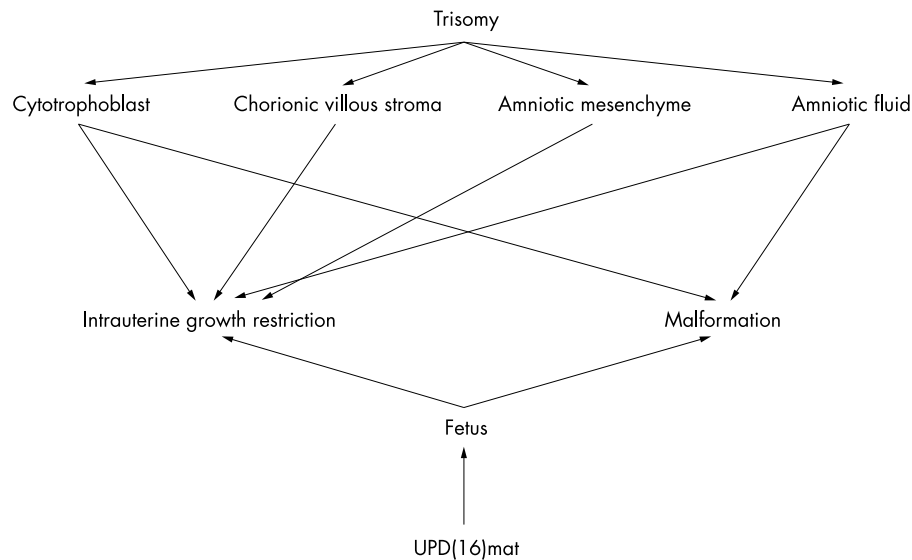 Trisomy
Cytotrophoblast
Chorionic villous stroma
Amniotic mesenchyme
Amniotic fluid
Intrauterine growth restriction
Malformation
Fetus
UPD(16)mat